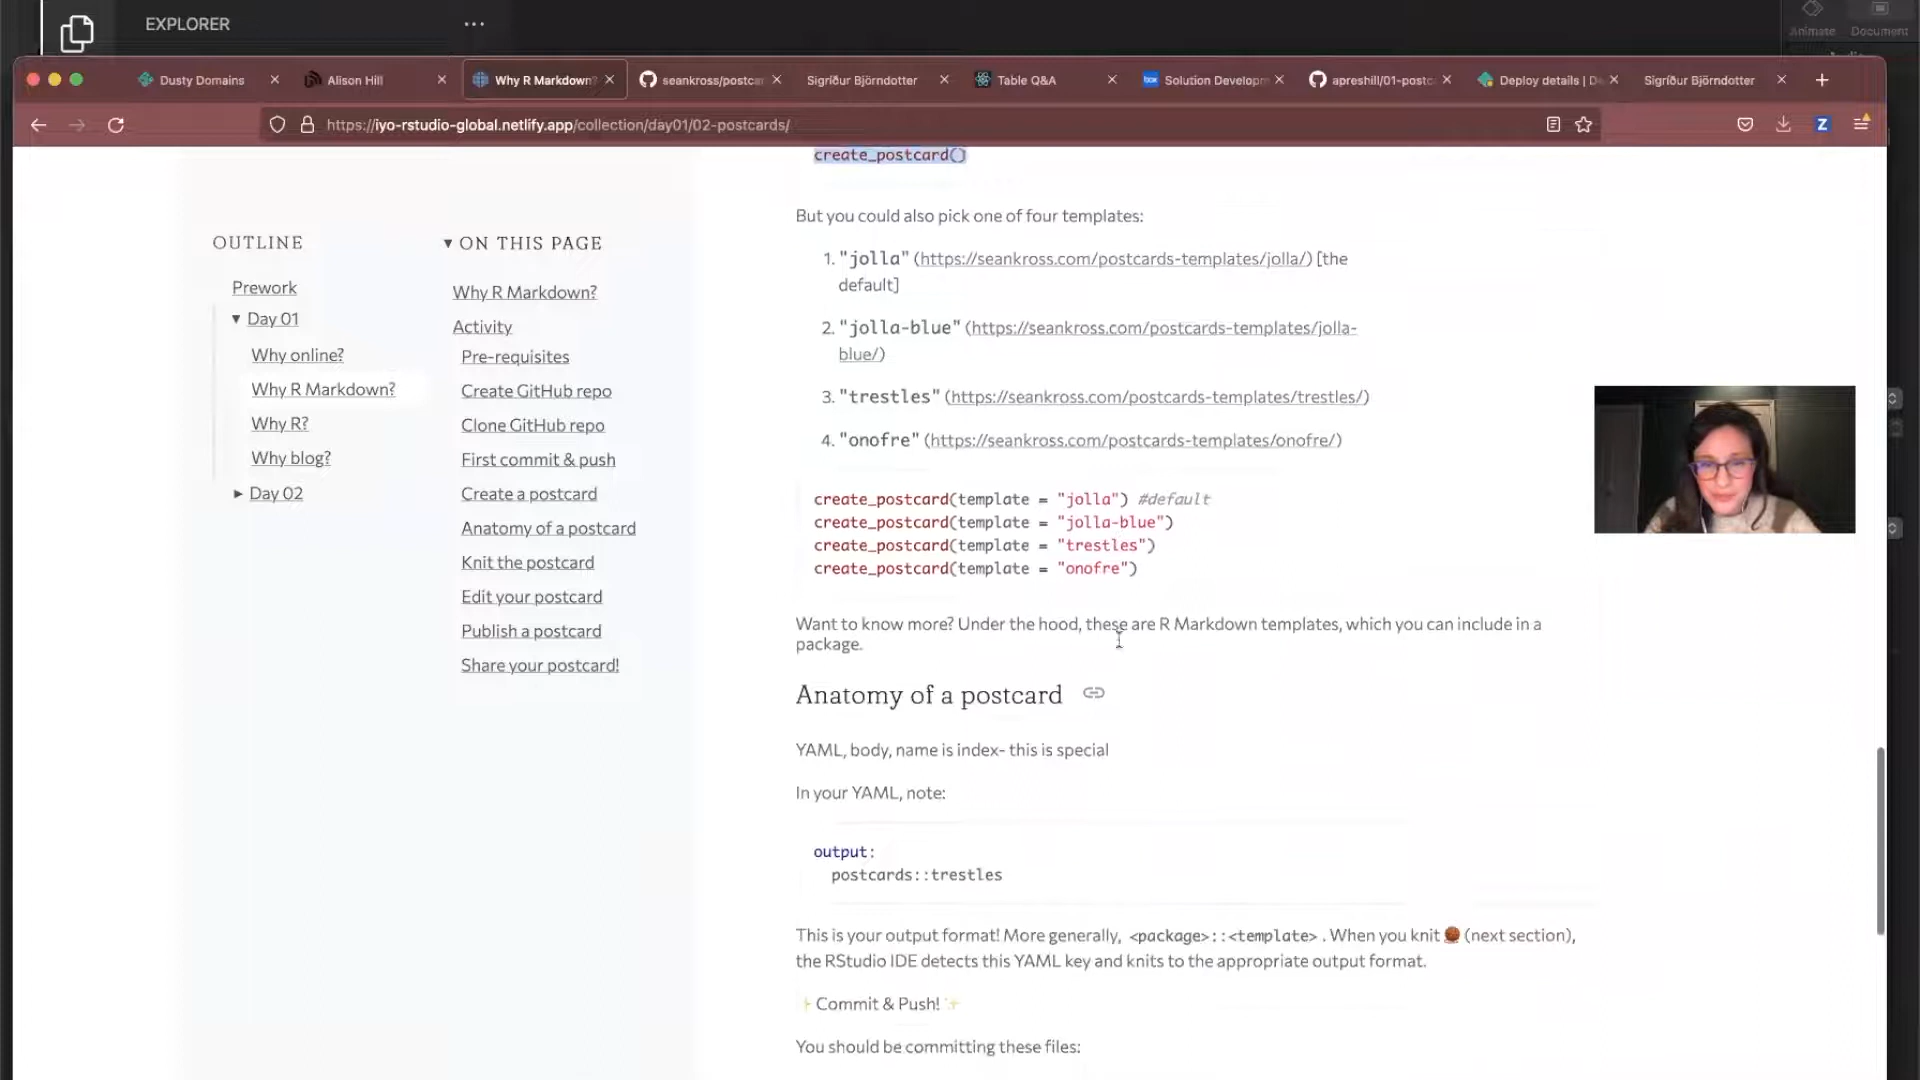 EXPLORER
...
Animate
Document
Dusty Domains
Alison Hill
Why R Markdown?
seankross/postcar
Sigríður Björndotter
Table Q&A
box
Solution Developm
apreshill/01-postc
Deploy details | D
Sigríður Björndotter
https://iyo-rstudio-global.netlify.app/collection/day01/02-postcards/
Z
create_postcard()
OUTLINE
Prework
▼ Day 01
Why online?
Why R Markdown?
Why R?
Why blog?
► Day 02
▼ ON THIS PAGE
Why R Markdown?
Activity
Pre-requisites
Create GitHub repo
Clone GitHub repo
First commit & push
Create a postcard
Anatomy of a postcard
Knit the postcard
Edit your postcard
Publish a postcard
Share your postcard!
But you could also pick one of four templates:
1. "jolla" (https://seankross.com/postcards-templates/jolla/) [the
default]
2. "jolla-blue" (https://seankross.com/postcards-templates/jolla-
blue/)
3. "trestles" (https://seankross.com/postcards-templates/trestles/)
4. "onofre" (https://seankross.com/postcards-templates/onofre/)
create_postcard(template = "jolla") #default
create_postcard(template = "jolla-blue")
create_postcard(template = "trestles")
create_postcard(template = "onofre")
Want to know more? Under the hood, these are R Markdown templates, which you can include in a
package.
Anatomy of a postcard
YAML, body, name is index- this is special
In your YAML, note:
output:
postcards::trestles
This is your output format! More generally, <package>::<template> . When you knit 🧶 (next section),
the RStudio IDE detects this YAML key and knits to the appropriate output format.
✨ Commit & Push! ✨
You should be committing these files: